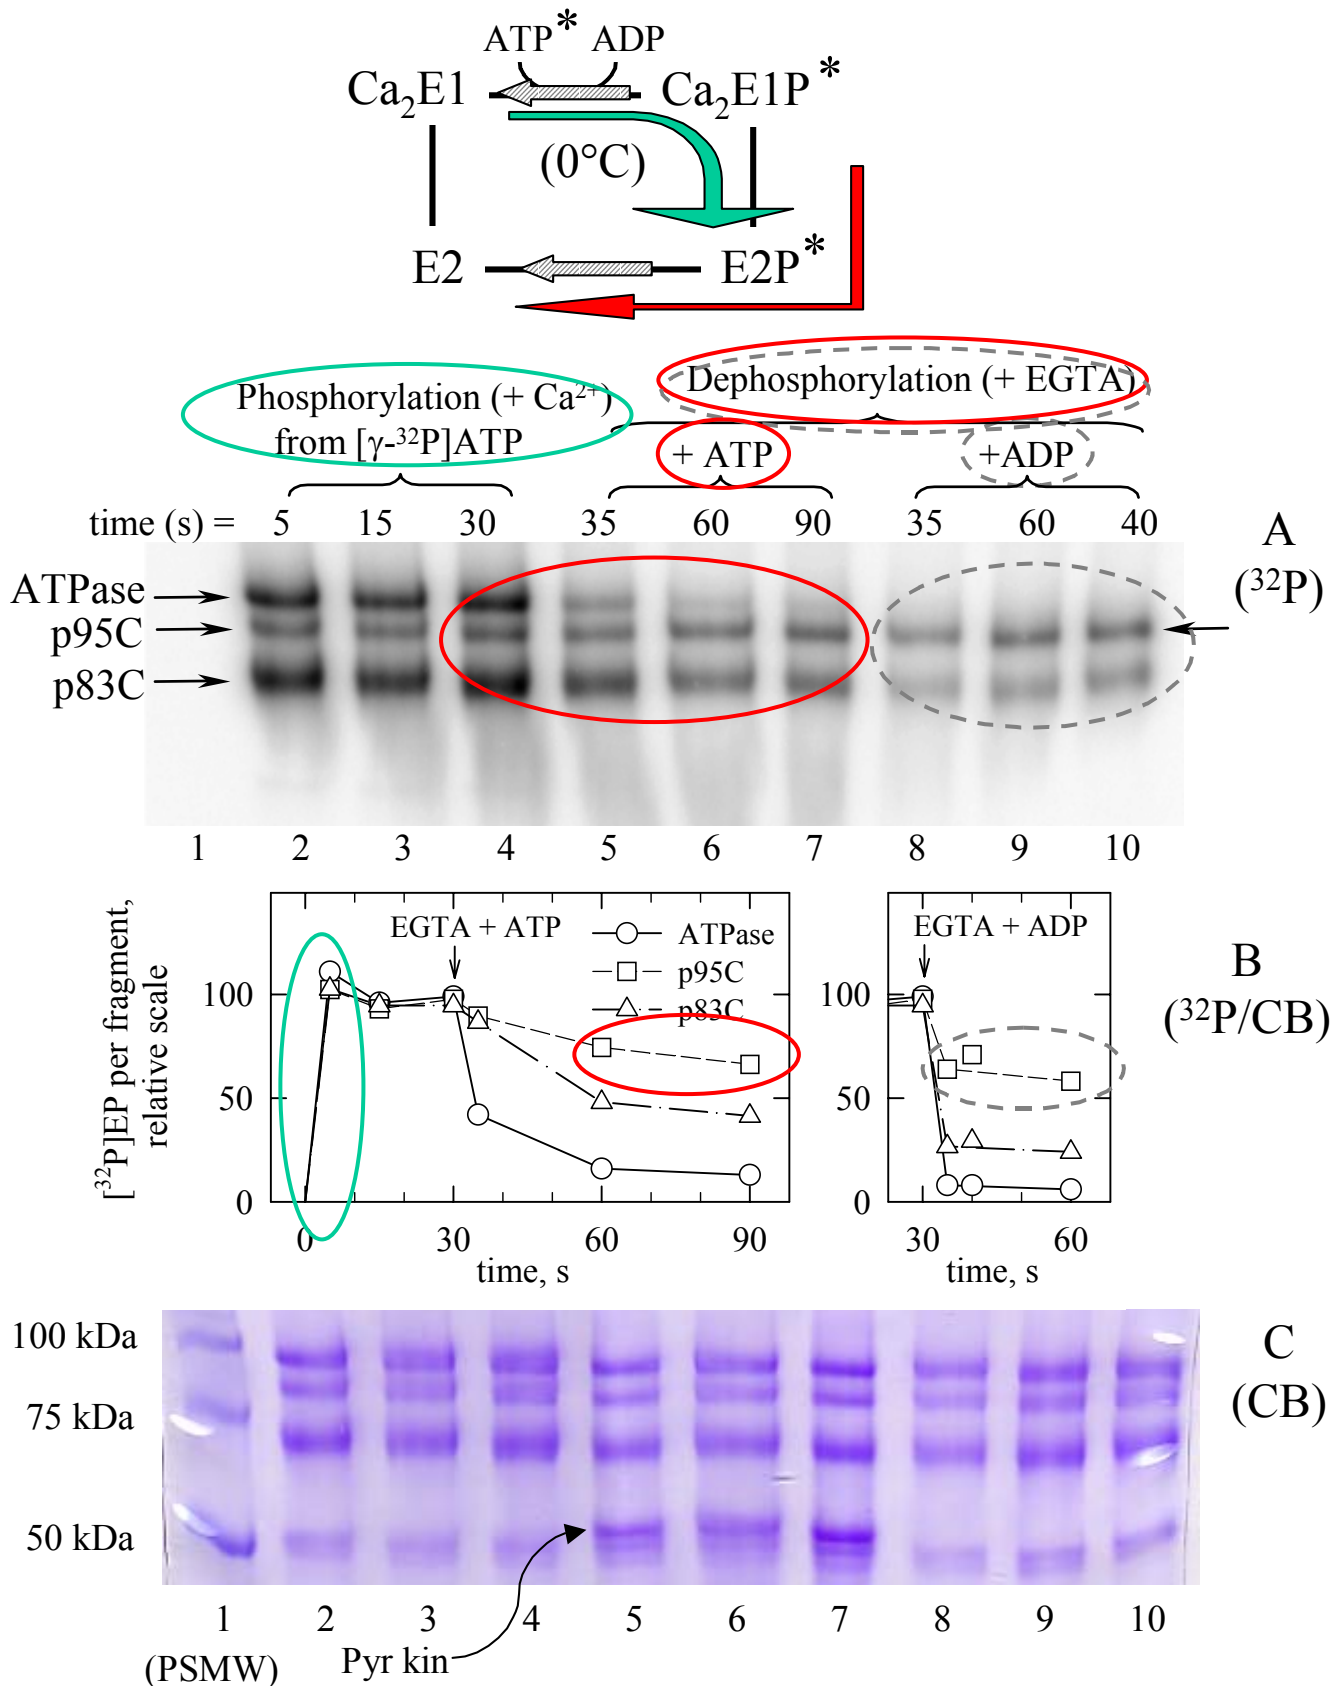 ATP* ADP
Ca₂E1 Ca₂E1P*
(0°C)
E2 E2P*
Phosphorylation (+ Ca²⁺)
from [γ-³²P]ATP
Dephosphorylation (+ EGTA)
+ ATP +ADP
time (s) = 5 15 30 35 60 90 35 60 40
A
(³²P)
ATPase
p95C
p83C
1 2 3 4 5 6 7 8 9 10
[³²P]EP per fragment,
relative scale
EGTA + ATP
ATPase
p95C
p83C
100
50
0
0 30 60 90
time, s
EGTA + ADP
100
50
0
30 60
time, s
B
(³²P/CB)
100 kDa
75 kDa
50 kDa
C
(CB)
1 2 3 4 5 6 7 8 9 10
(PSMW) Pyr kin